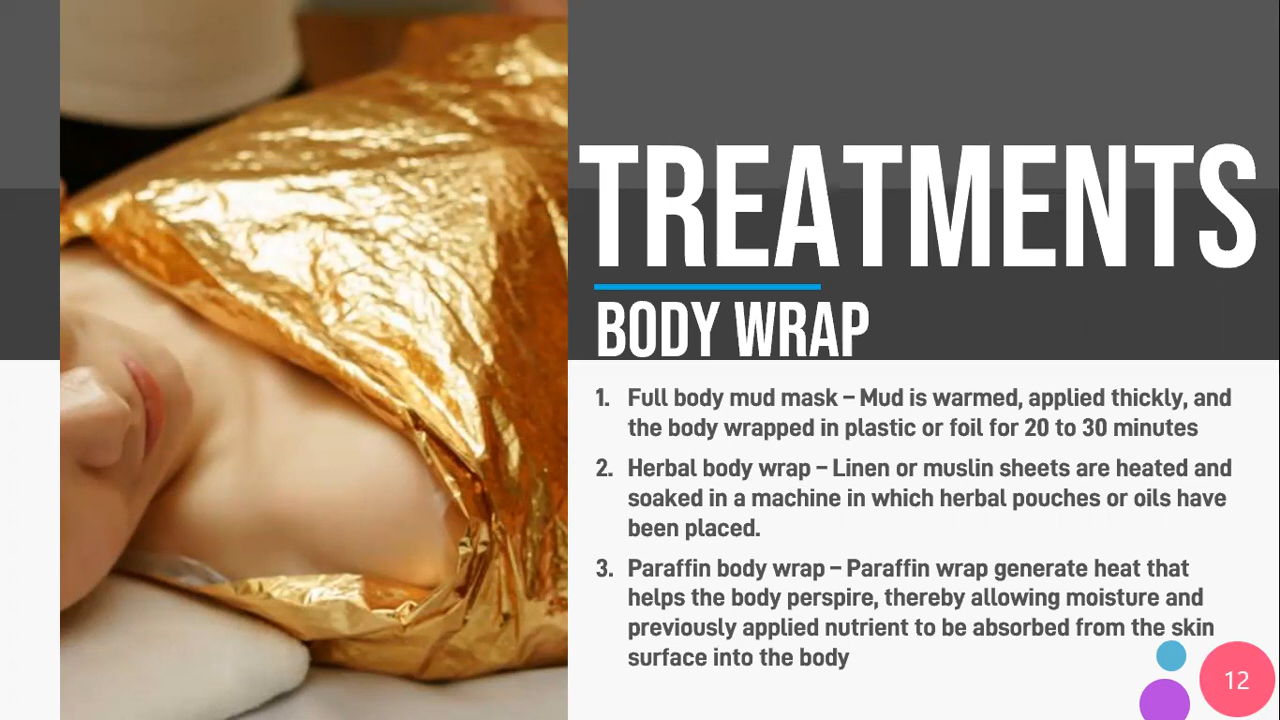 TREATMENTS
BODY WRAP
1. Full body mud mask – Mud is warmed, applied thickly, and
the body wrapped in plastic or foil for 20 to 30 minutes
2. Herbal body wrap – Linen or muslin sheets are heated and
soaked in a machine in which herbal pouches or oils have
been placed.
3. Paraffin body wrap – Paraffin wrap generate heat that
helps the body perspire, thereby allowing moisture and
previously applied nutrient to be absorbed from the skin
surface into the body
12